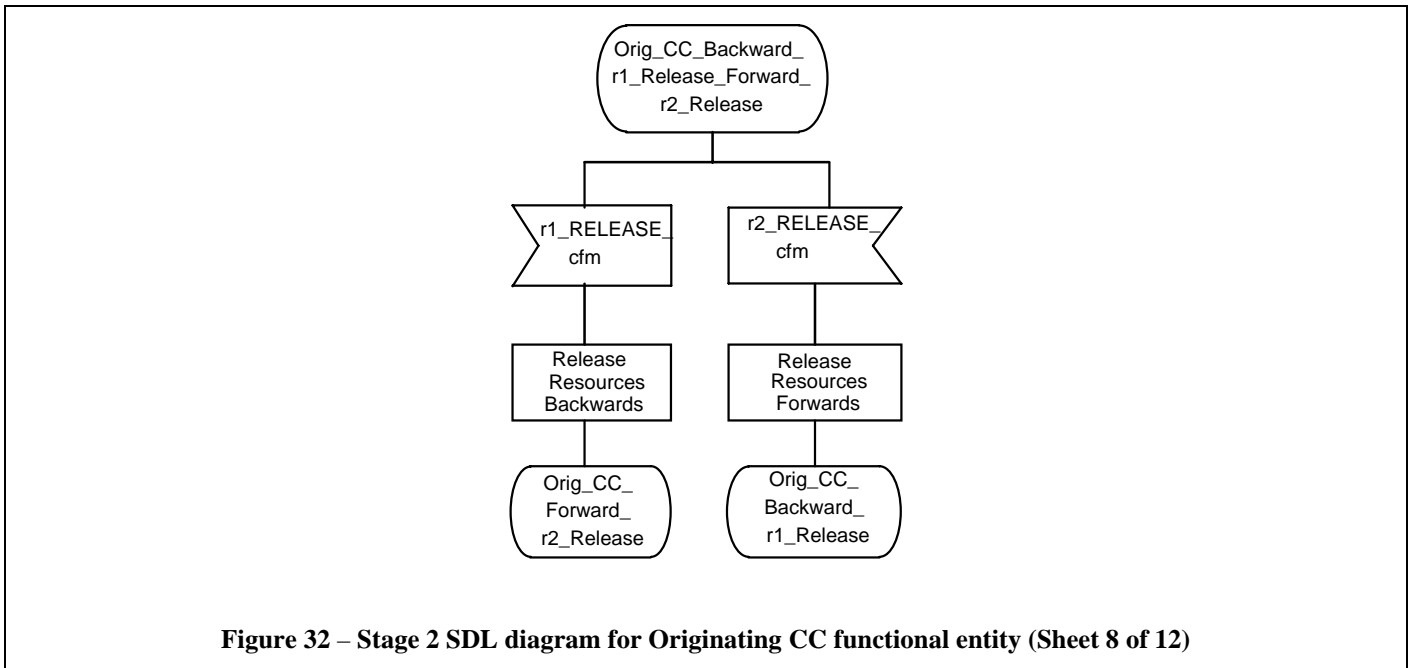 Orig_CC_Backward_
r1_Release_Forward_
r2_Release
r1_RELEASE_
cfm
Release
Resources
Backwards
Orig_CC_
Forward_
r2_Release
r2_RELEASE_
cfm
Release
Resources
Forwards
Orig_CC_
Backward_
r1_Release
Figure 32 – Stage 2 SDL diagram for Originating CC functional entity (Sheet 8 of 12)